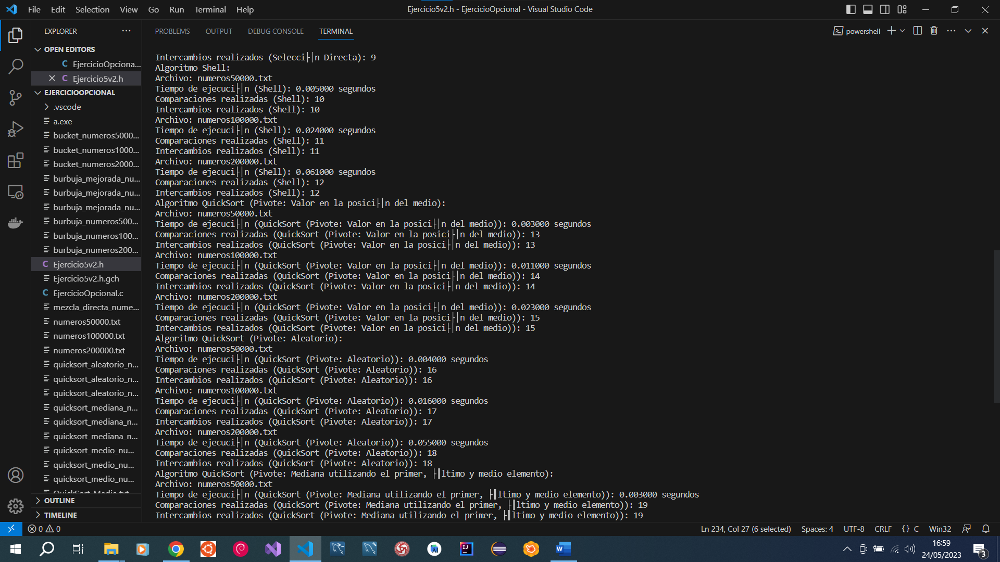 File Edit Selection View Go Run Terminal Help
Ejercicio5v2.h - EjercicioOpcional - Visual Studio Code
EXPLORER
OPEN EDITORS
C EjercicioOpciona...
C Ejercicio5v2.h
EJERCICIOOPCIONAL
.vscode
a.exe
bucket_numeros5000...
bucket_numeros1000...
bucket_numeros2000...
burbuja_mejorada_nu...
burbuja_mejorada_nu...
burbuja_mejorada_nu...
burbuja_numeros500...
burbuja_numeros100...
burbuja_numeros200...
C Ejercicio5v2.h
Ejercicio5v2.h.gch
C EjercicioOpcional.c
mezcla_directa_nume...
numeros50000.txt
numeros100000.txt
numeros200000.txt
quicksort_aleatorio_n...
quicksort_aleatorio_n...
quicksort_aleatorio_n...
quicksort_mediana_n...
quicksort_mediana_n...
quicksort_mediana_n...
quicksort_medio_nu...
quicksort_medio_nu...
quicksort_medio_nu...
QuickSort_Medio.txt
OUTLINE
TIMELINE
PROBLEMS OUTPUT DEBUG CONSOLE TERMINAL
powershell
Intercambios realizados (Selecci├│n Directa): 9
Algoritmo Shell:
Archivo: numeros50000.txt
Tiempo de ejecuci├│n (Shell): 0.005000 segundos
Comparaciones realizadas (Shell): 10
Intercambios realizados (Shell): 10
Archivo: numeros100000.txt
Tiempo de ejecuci├│n (Shell): 0.024000 segundos
Comparaciones realizadas (Shell): 11
Intercambios realizados (Shell): 11
Archivo: numeros200000.txt
Tiempo de ejecuci├│n (Shell): 0.061000 segundos
Comparaciones realizadas (Shell): 12
Intercambios realizados (Shell): 12
Algoritmo QuickSort (Pivote: Valor en la posici├│n del medio):
Archivo: numeros50000.txt
Tiempo de ejecuci├│n (QuickSort (Pivote: Valor en la posici├│n del medio)): 0.003000 segundos
Comparaciones realizadas (QuickSort (Pivote: Valor en la posici├│n del medio)): 13
Intercambios realizados (QuickSort (Pivote: Valor en la posici├│n del medio)): 13
Archivo: numeros100000.txt
Tiempo de ejecuci├│n (QuickSort (Pivote: Valor en la posici├│n del medio)): 0.011000 segundos
Comparaciones realizadas (QuickSort (Pivote: Valor en la posici├│n del medio)): 14
Intercambios realizados (QuickSort (Pivote: Valor en la posici├│n del medio)): 14
Archivo: numeros200000.txt
Tiempo de ejecuci├│n (QuickSort (Pivote: Valor en la posici├│n del medio)): 0.023000 segundos
Comparaciones realizadas (QuickSort (Pivote: Valor en la posici├│n del medio)): 15
Intercambios realizados (QuickSort (Pivote: Valor en la posici├│n del medio)): 15
Algoritmo QuickSort (Pivote: Aleatorio):
Archivo: numeros50000.txt
Tiempo de ejecuci├│n (QuickSort (Pivote: Aleatorio)): 0.004000 segundos
Comparaciones realizadas (QuickSort (Pivote: Aleatorio)): 16
Intercambios realizados (QuickSort (Pivote: Aleatorio)): 16
Archivo: numeros100000.txt
Tiempo de ejecuci├│n (QuickSort (Pivote: Aleatorio)): 0.016000 segundos
Comparaciones realizadas (QuickSort (Pivote: Aleatorio)): 17
Intercambios realizados (QuickSort (Pivote: Aleatorio)): 17
Archivo: numeros200000.txt
Tiempo de ejecuci├│n (QuickSort (Pivote: Aleatorio)): 0.055000 segundos
Comparaciones realizadas (QuickSort (Pivote: Aleatorio)): 18
Intercambios realizados (QuickSort (Pivote: Aleatorio)): 18
Algoritmo QuickSort (Pivote: Mediana utilizando el primer, ├║ltimo y medio elemento):
Archivo: numeros50000.txt
Tiempo de ejecuci├│n (QuickSort (Pivote: Mediana utilizando el primer, ├║ltimo y medio elemento)): 0.003000 segundos
Comparaciones realizadas (QuickSort (Pivote: Mediana utilizando el primer, ├║ltimo y medio elemento)): 19
Intercambios realizados (QuickSort (Pivote: Mediana utilizando el primer, ├║ltimo y medio elemento)): 19
0 0
Ln 234, Col 27 (6 selected) Spaces: 4 UTF-8 CRLF {} C Win32
16:59
24/05/2023
3